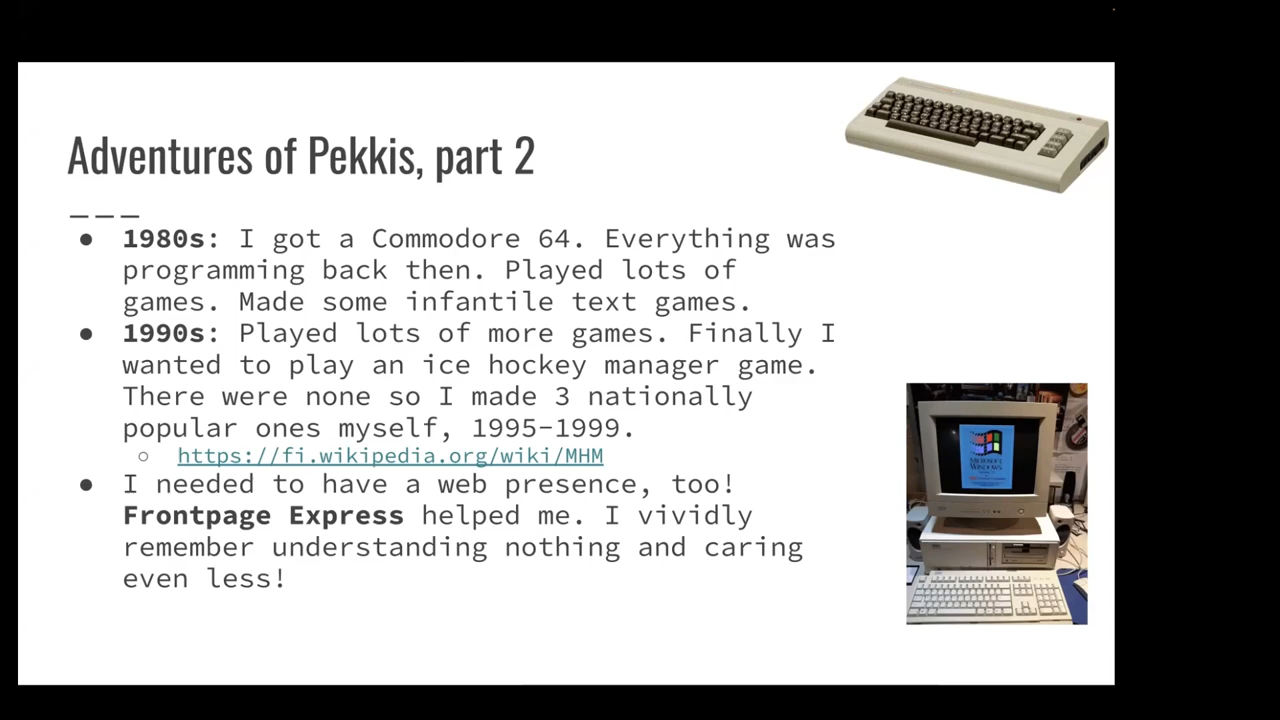 Adventures of Pekkis, part 2
● 1980s: I got a Commodore 64. Everything was
programming back then. Played lots of
games. Made some infantile text games.
● 1990s: Played lots of more games. Finally I
wanted to play an ice hockey manager game.
There were none so I made 3 nationally
popular ones myself, 1995-1999.
○ https://fi.wikipedia.org/wiki/MHM
● I needed to have a web presence, too!
Frontpage Express helped me. I vividly
remember understanding nothing and caring
even less!
MICROSOFT
WINDOWS